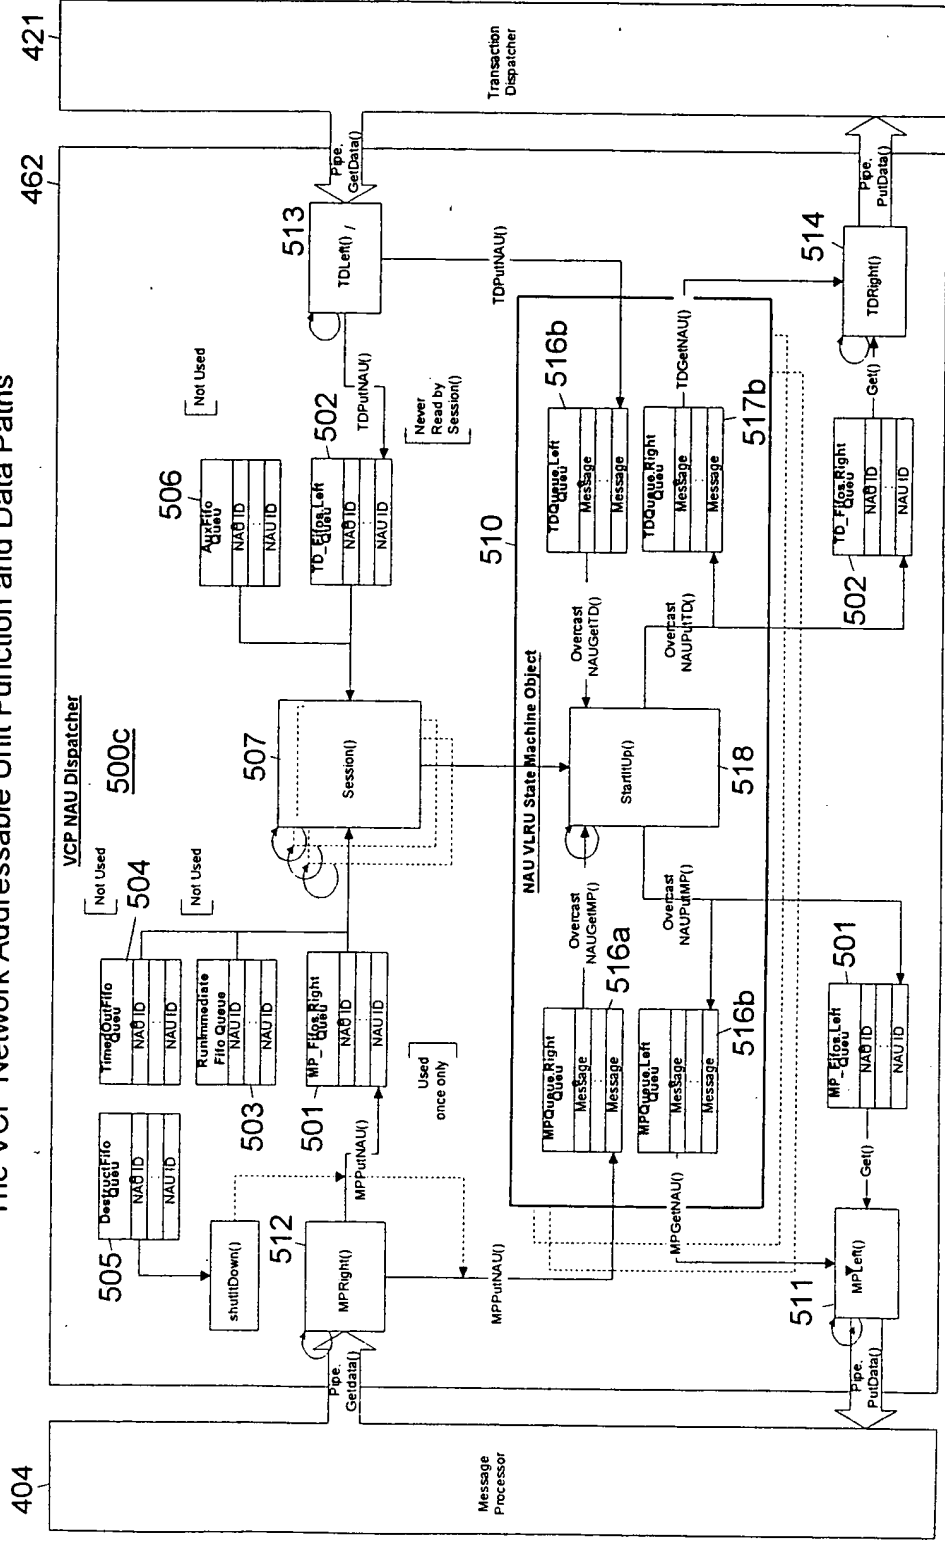 The VCP Network Addressable Unit Function and Data Paths
404
462
421
VCP NAU Dispatcher
500c
Message
Processor
Transaction
Dispatcher
505
DestructFifo
Queu
NAU ID
NAU ID
shutItDown()
TimedOutFifo
Queu
NAU ID
NAU ID
504
Not Used
RunImmediate
Fifo Queue
NAU ID
NAU ID
503
Not Used
MP_Fifos.Right
Queu
NAU ID
NAU ID
501
Used
once only
507
Session()
506
AuxFifo
Queu
NAU ID
NAU ID
Not Used
TD_Fifos.Left
Queu
NAU ID
NAU ID
502
Never
Read by
Session()
Pipe.
Getdata()
512
MPRight()
MPPutNAU()
MPPutNAU()
Pipe.
GetData()
513
TDLeft() /
TDPutNAU()
TDPutNAU()
510
NAU VLRU State Machine Object
MPQueue.Right
Queu
Message
Message
516a
Overcast
NAUGetMP()
MPQueue.Left
Queu
Message
Message
516b
Overcast
NAUPutMP()
StartItUp()
518
Overcast
NAUGetTD()
Overcast
NAUPutTD()
TDQueue.Left
Queu
Message
Message
516b
TDQueue.Right
Queu
Message
Message
517b
MPGetNAU()
TDGetNAU()
511
MPLeft()
Pipe.
PutData()
Get()
MP_Fifos.Left
Queu
NAU ID
NAU ID
501
TD_Fifos.Right
Queu
NAU ID
NAU ID
502
Get()
514
TDRight()
Pipe.
PutData()